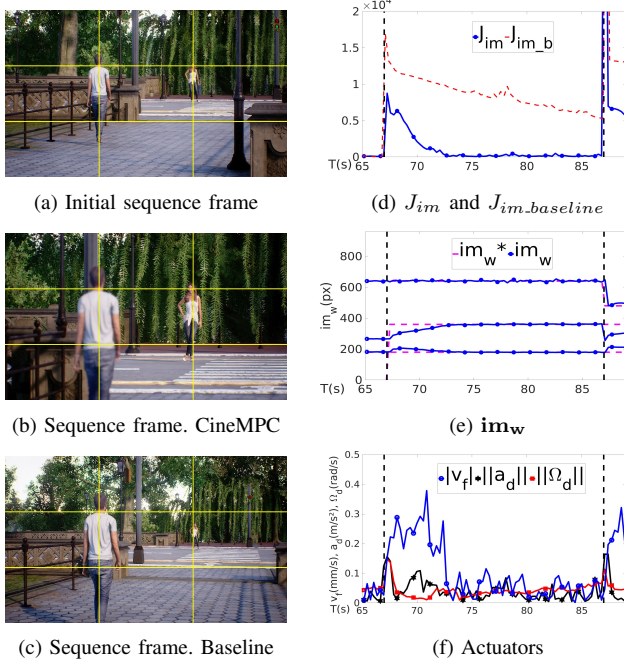 (a) Initial sequence frame
2
×10⁴
1.5
1
0.5
0
J_im
J_im_b
T(s)
65
70
75
80
85
(d) J_im and J_im_baseline
(b) Sequence frame. CineMPC
800
600
400
200
0
im_w(px)
im_w*
im_w
T(s)
65
70
75
80
85
(e) im_w
(c) Sequence frame. Baseline
0.5
0.4
0.3
0.2
0.1
0
v_f(mm/s), a_d(m/s²), Ω_d(rad/s)
|v_f|
||a_d||
||Ω_d||
T(s)
65
70
75
80
85
(f) Actuators